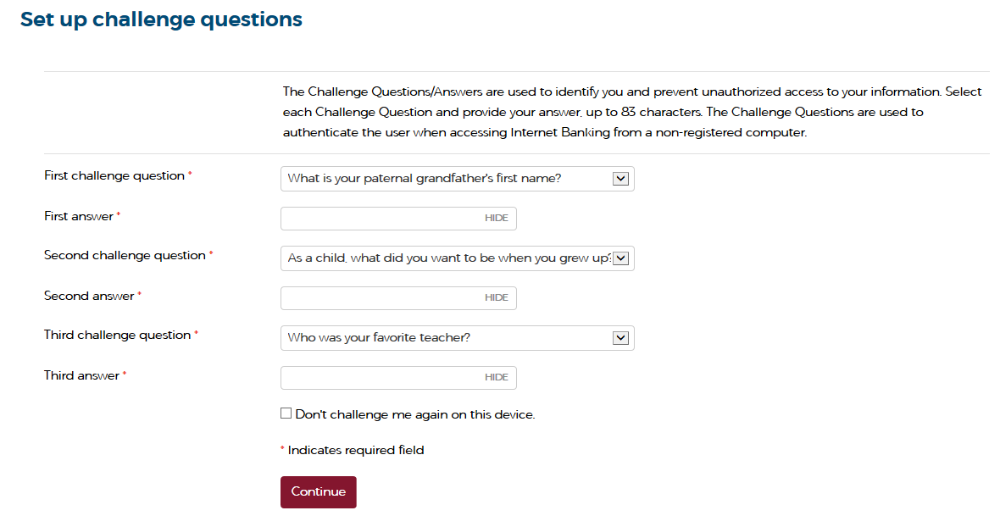 Set up challenge questions
The Challenge Questions/Answers are used to identify you and prevent unauthorized access to your information. Select
each Challenge Question and provide your answer, up to 83 characters. The Challenge Questions are used to
authenticate the user when accessing Internet Banking from a non-registered computer.
First challenge question *
What is your paternal grandfather's first name?
First answer *
HIDE
Second challenge question *
As a child, what did you want to be when you grew up?
Second answer *
HIDE
Third challenge question *
Who was your favorite teacher?
Third answer *
HIDE
Don't challenge me again on this device.
* Indicates required field
Continue